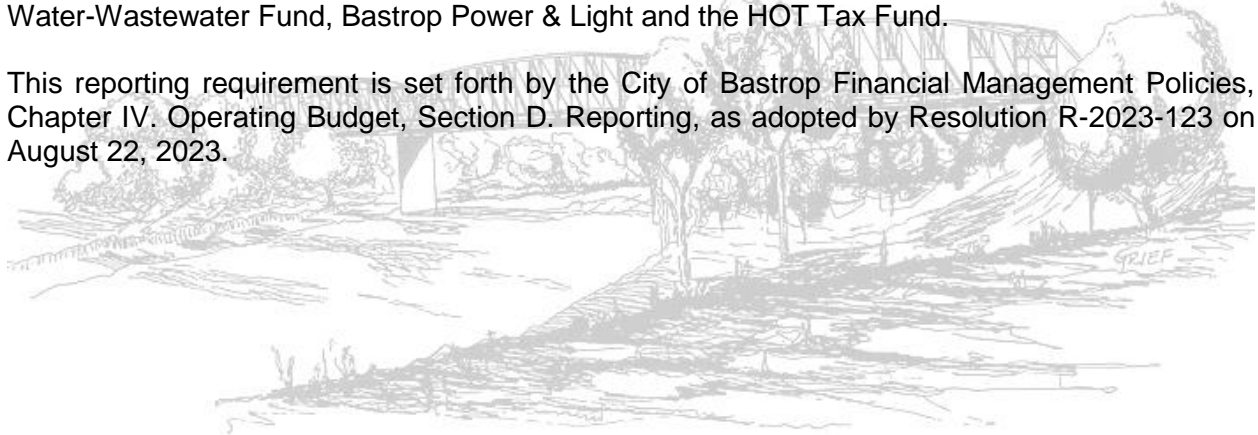 Water-Wastewater Fund, Bastrop Power & Light and the HOT Tax Fund.
This reporting requirement is set forth by the City of Bastrop Financial Management Policies,
Chapter IV. Operating Budget, Section D. Reporting, as adopted by Resolution R-2023-123 on
August 22, 2023.
GRIEF